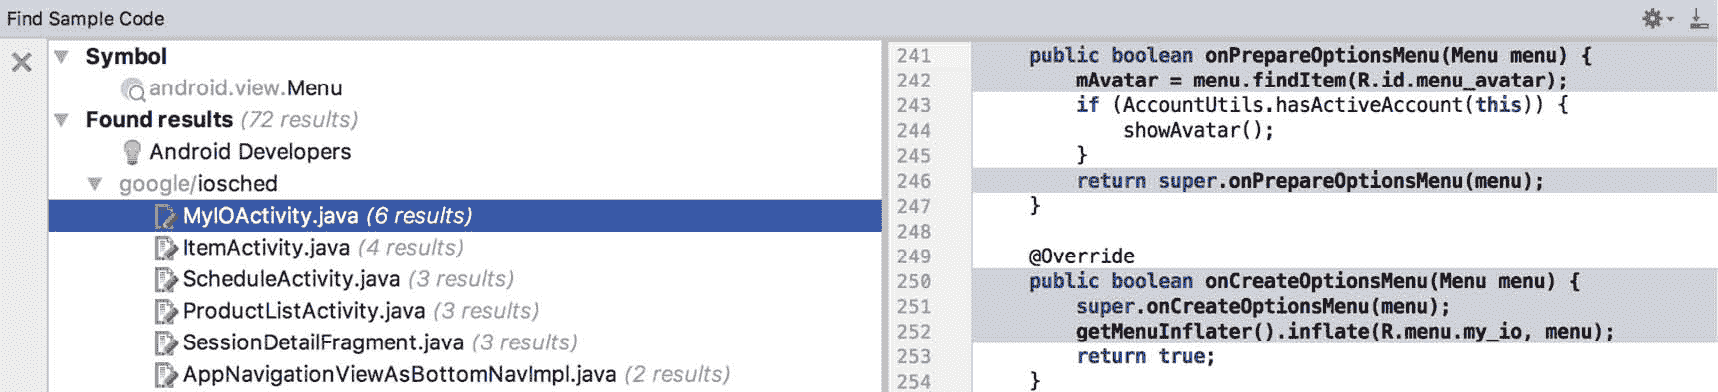 Find Sample Code
Symbol
android.view.Menu
Found results (72 results)
Android Developers
google/iosched
MyIOActivity.java (6 results)
ItemActivity.java (4 results)
ScheduleActivity.java (3 results)
ProductListActivity.java (3 results)
SessionDetailFragment.java (3 results)
AppNavigationViewAsBottomNavImpl.java (2 results)
241 public boolean onPrepareOptionsMenu(Menu menu) {
242 mAvatar = menu.findItem(R.id.menu_avatar);
243 if (AccountUtils.hasActiveAccount(this)) {
244 showAvatar();
245 }
246 return super.onPrepareOptionsMenu(menu);
247 }
248
249 @Override
250 public boolean onCreateOptionsMenu(Menu menu) {
251 super.onCreateOptionsMenu(menu);
252 getMenuInflater().inflate(R.menu.my_io, menu);
253 return true;
254 }